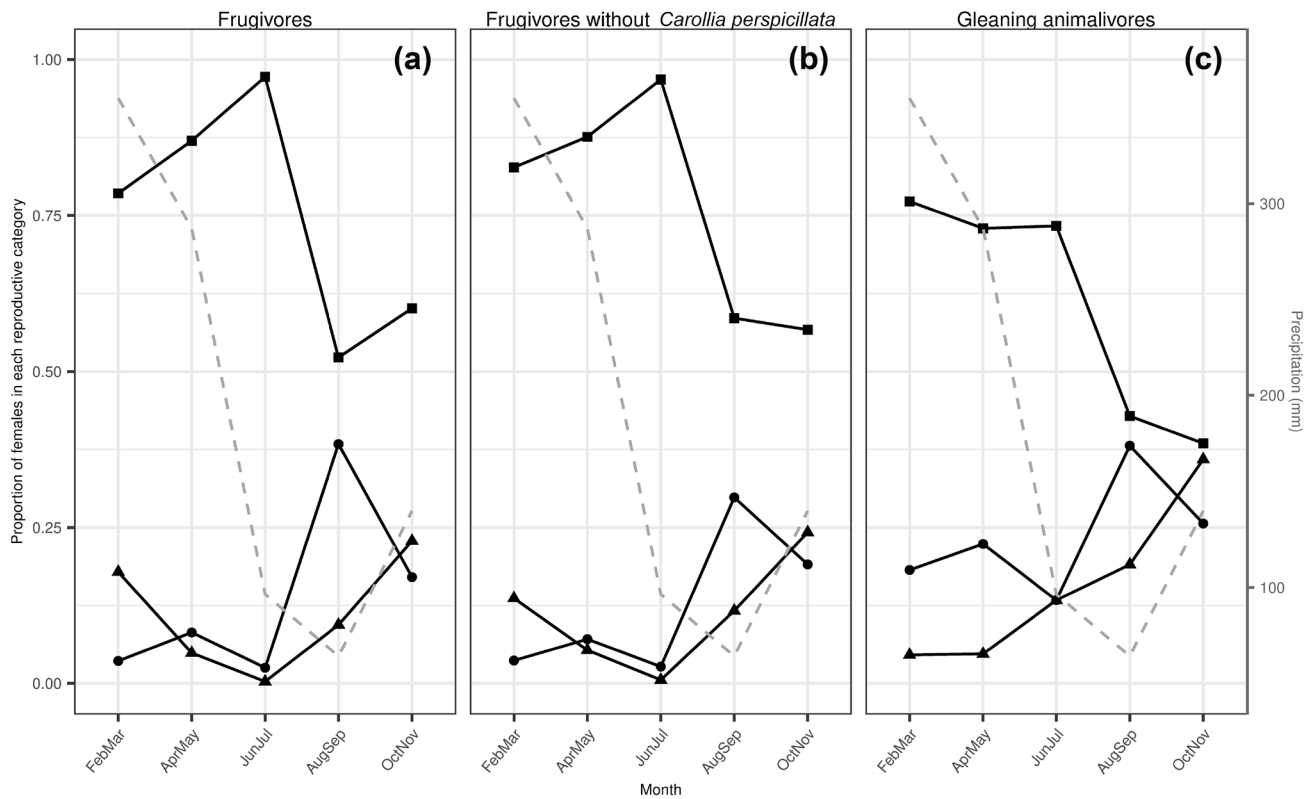 Frugivores
Frugivores without Carollia perspicillata
Gleaning animalivores
(a)
(b)
(c)
Proportion of females in each reproductive category
1.00
0.75
0.50
0.25
0.00
300
200
100
Precipitation (mm)
FebMar
AprMay
JunJul
AugSep
OctNov
FebMar
AprMay
JunJul
AugSep
OctNov
FebMar
AprMay
JunJul
AugSep
OctNov
Month